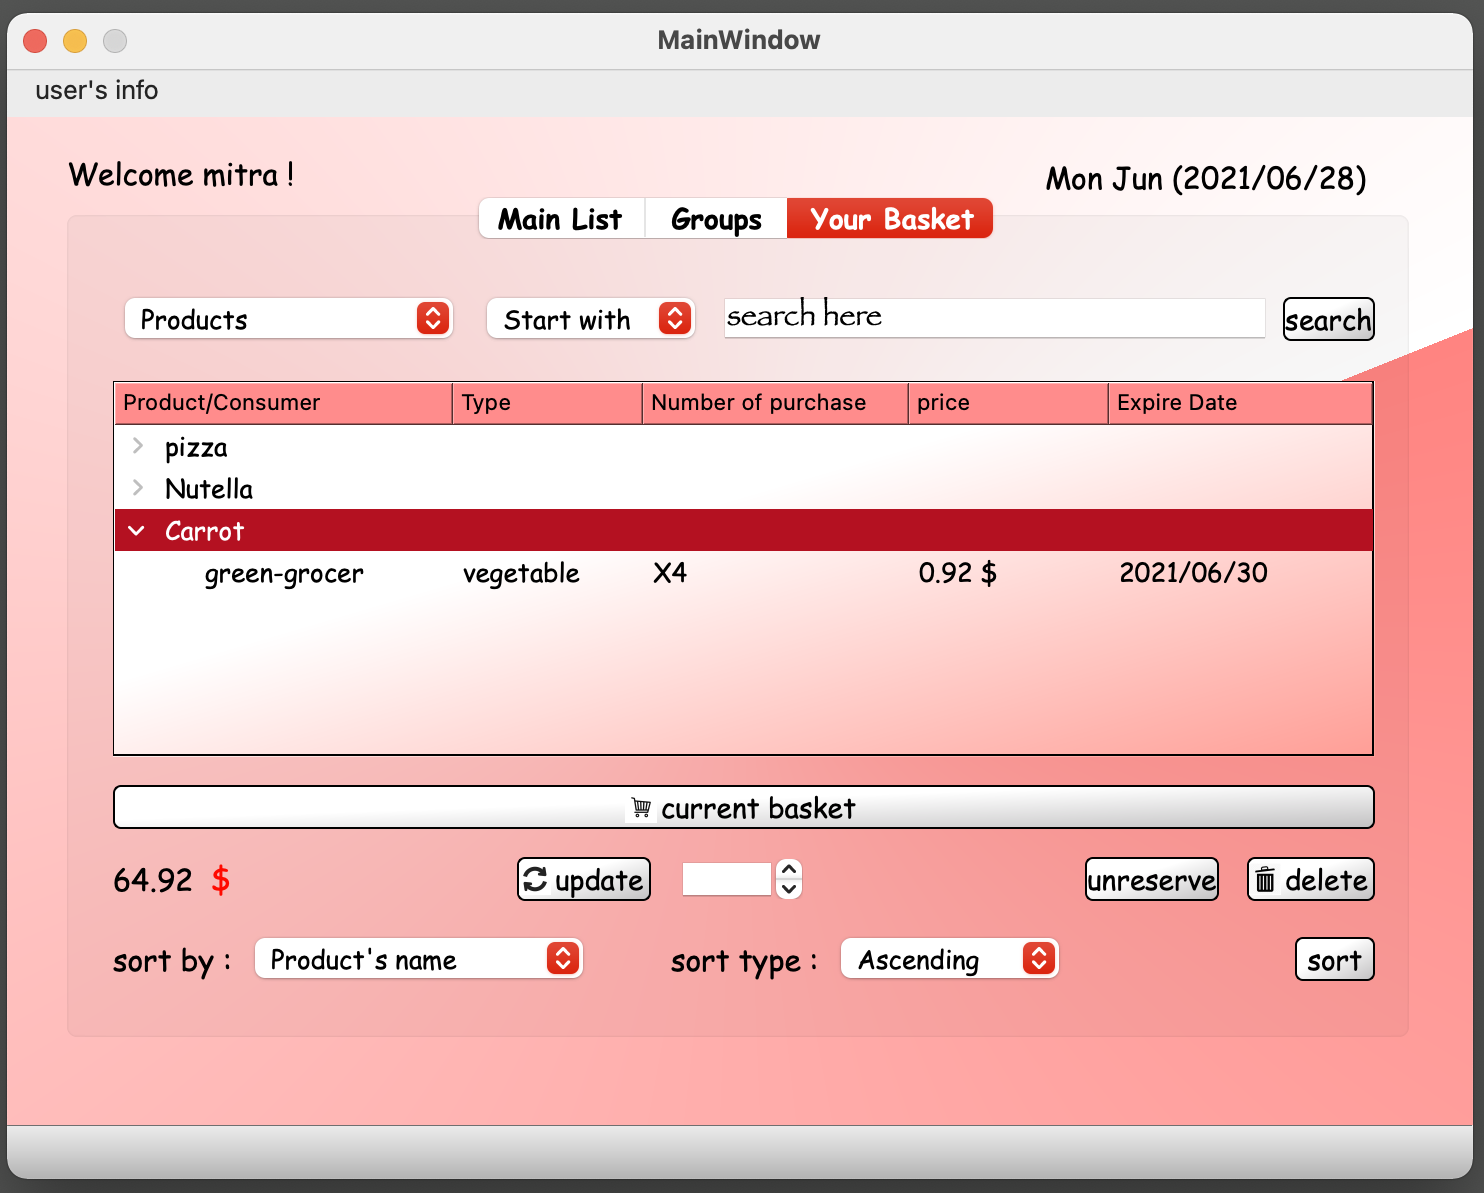 MainWindow
user's info
Welcome mitra !
Mon Jun (2021/06/28)
Main List Groups Your Basket
Products Start with search here search
Product/Consumer Type Number of purchase price Expire Date
pizza
Nutella
Carrot
green-grocer vegetable X4 0.92 $ 2021/06/30
current basket
64.92 $ update unreserve delete
sort by : Product's name sort type : Ascending sort